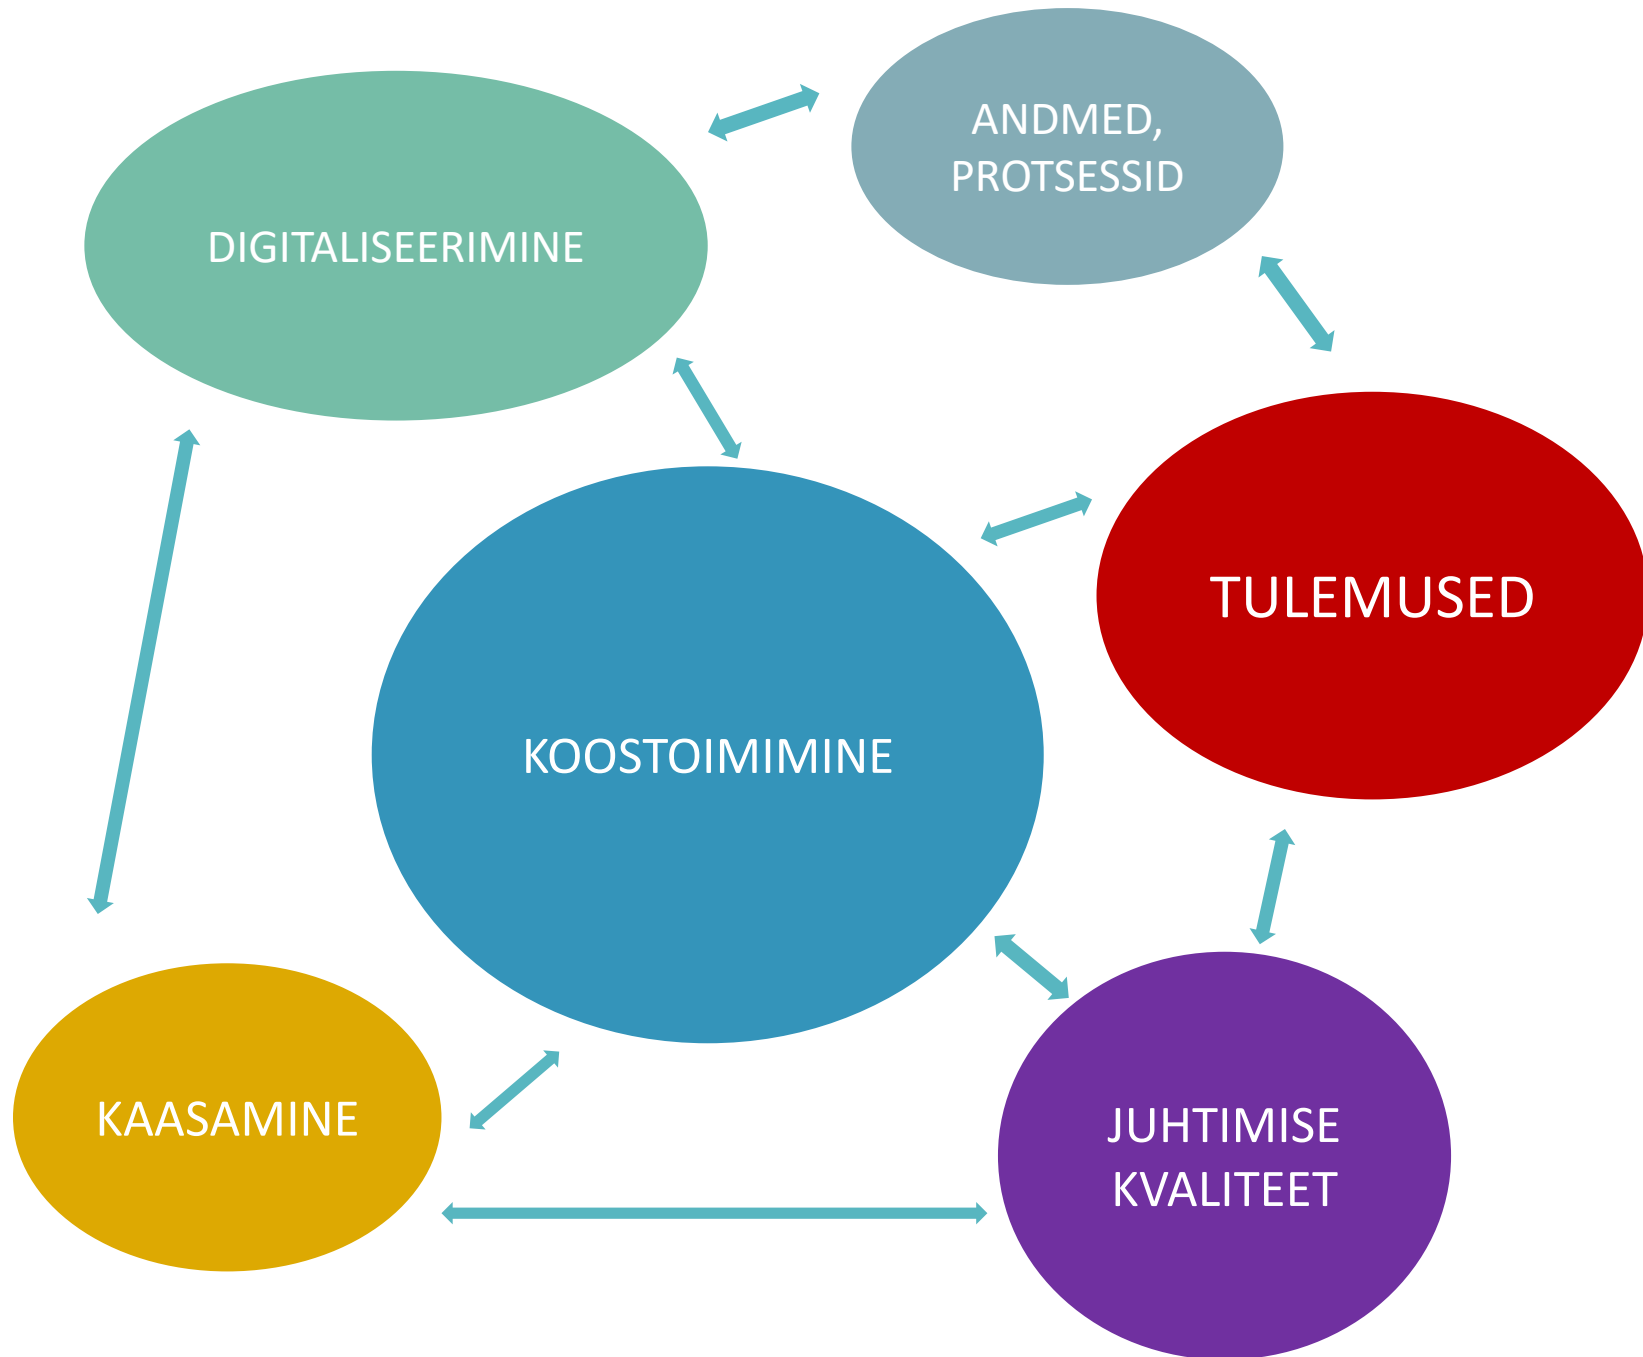 ANDMED,
PROTSESSID
DIGITALISEERIMINE
TULEMUSED
KOOSTOIMIMINE
KAASAMINE
JUHTIMISE
KVALITEET